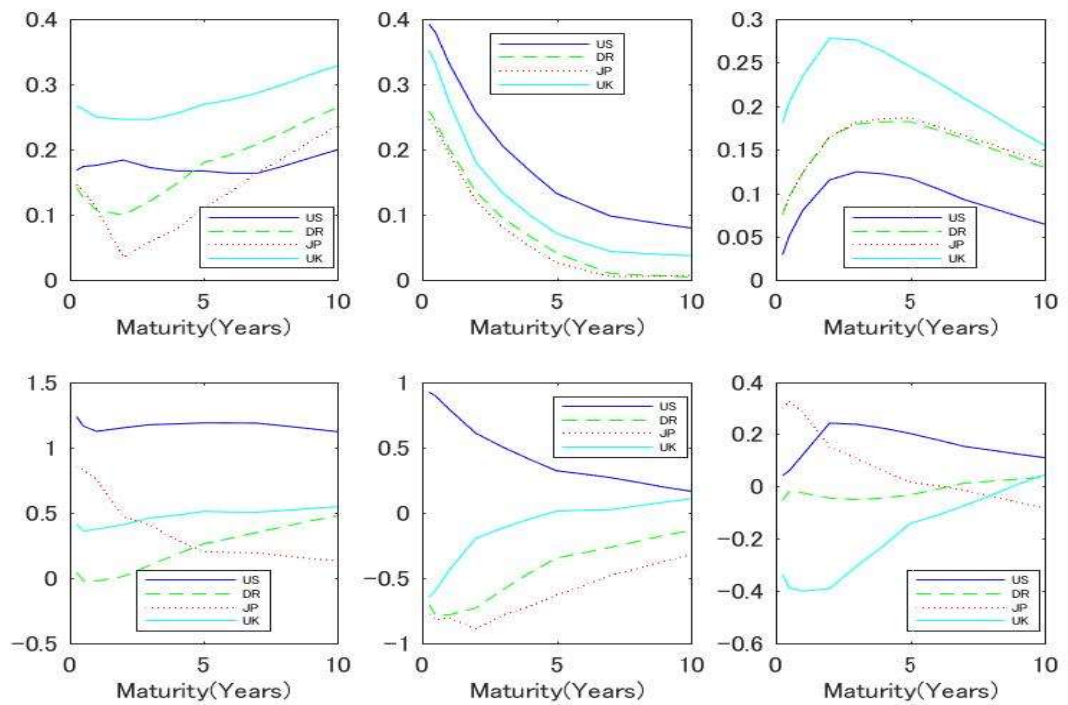 0.4
0.3
0.2
0.1
0
0 5 10
Maturity(Years)
US
DR
JP
UK
0.4
0.3
0.2
0.1
0
0 5 10
Maturity(Years)
US
DR
JP
UK
0.3
0.25
0.2
0.15
0.1
0.05
0
0 5 10
Maturity(Years)
US
DR
JP
UK
1.5
1
0.5
0
−0.5
0 5 10
Maturity(Years)
US
DR
JP
UK
1
0.5
0
−0.5
−1
0 5 10
Maturity(Years)
US
DR
JP
UK
0.4
0.2
0
−0.2
−0.4
−0.6
0 5 10
Maturity(Years)
US
DR
JP
UK